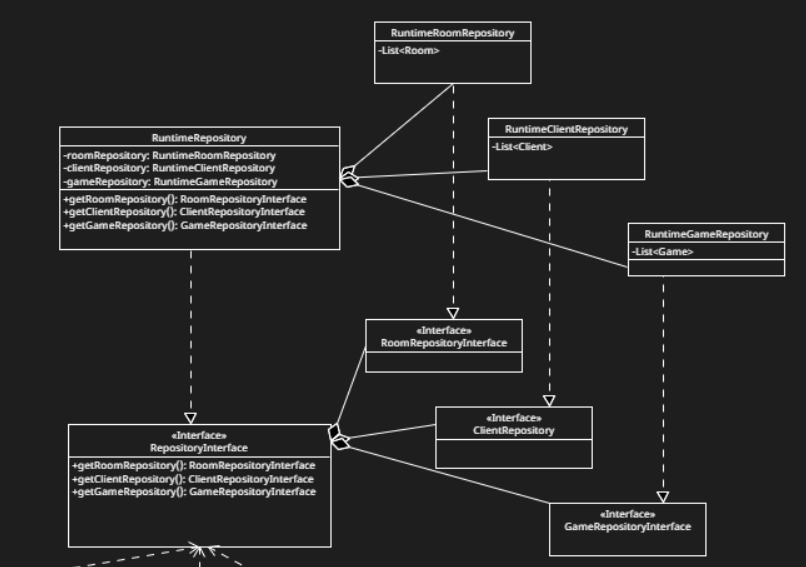 RuntimeRoomRepository
-List<Room>
RuntimeClientRepository
-List<Client>
RuntimeRepository
-roomRepository: RuntimeRoomRepository
-clientRepository: RuntimeClientRepository
-gameRepository: RuntimeGameRepository
+getRoomRepository(): RoomRepositoryInterface
+getClientRepository(): ClientRepositoryInterface
+getGameRepository(): GameRepositoryInterface
RuntimeGameRepository
-List<Game>
«Interface»
RoomRepositoryInterface
«Interface»
ClientRepository
«Interface»
RepositoryInterface
+getRoomRepository(): RoomRepositoryInterface
+getClientRepository(): ClientRepositoryInterface
+getGameRepository(): GameRepositoryInterface
«Interface»
GameRepositoryInterface